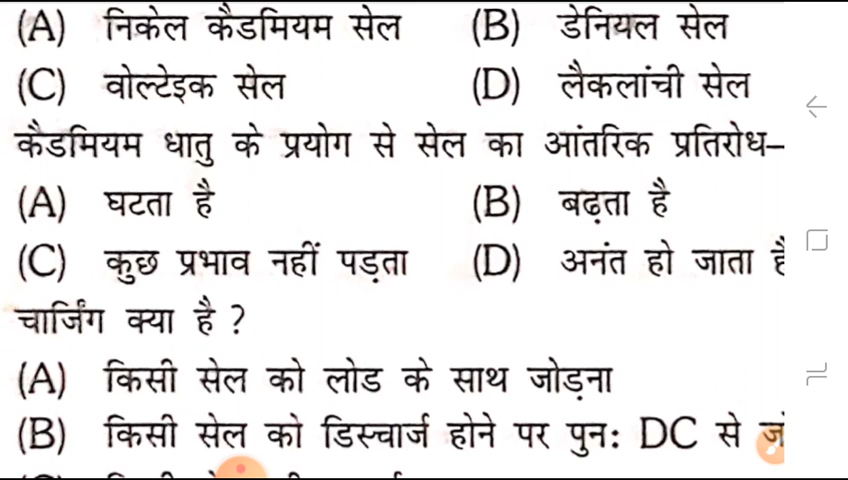 (A) निकेल कैडमियम सेल (B) डेनियल सेल
(C) वोल्टेइक सेल (D) लैकलांची सेल
कैडमियम धातु के प्रयोग से सेल का आंतरिक प्रतिरोध–
(A) घटता है (B) बढ़ता है
(C) कुछ प्रभाव नहीं पड़ता (D) अनंत हो जाता है
चार्जिंग क्या है ?
(A) किसी सेल को लोड के साथ जोड़ना
(B) किसी सेल को डिस्चार्ज होने पर पुन: DC से